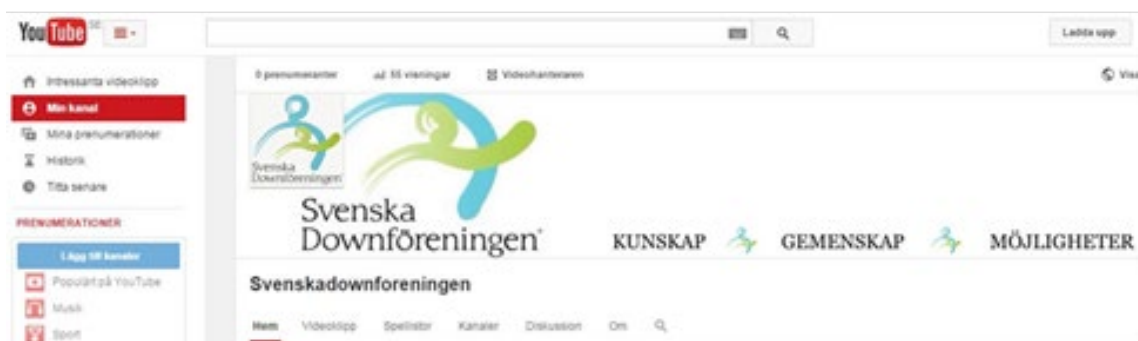 YouTube SE
Ladda upp
Intressanta videoklipp
Min kanal
Mina prenumerationer
Historik
Titta senare
PRENUMERATIONER
Lägg till kanaler
Populärt på YouTube
Musik
Sport
0 prenumeranter 55 visningar Videohanteraren
Svenska
Downföreningen
Svenska
Downföreningen
KUNSKAP GEMENSKAP MÖJLIGHETER
Svenskadownforeningen
Hem Videoklipp Spellistor Kanaler Diskussion Om